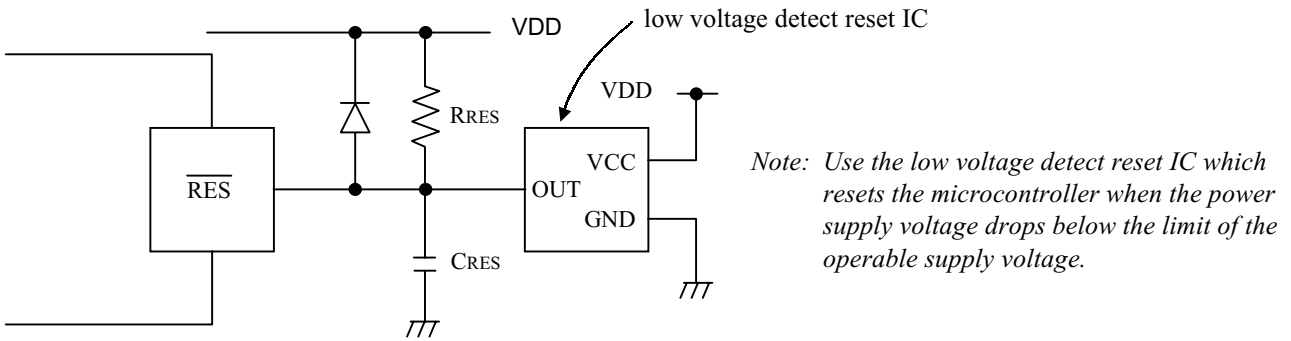 low voltage detect reset IC
VDD
VDD
RRES
VCC
RES
OUT
GND
CRES
Note: Use the low voltage detect reset IC which
resets the microcontroller when the power
supply voltage drops below the limit of the
operable supply voltage.